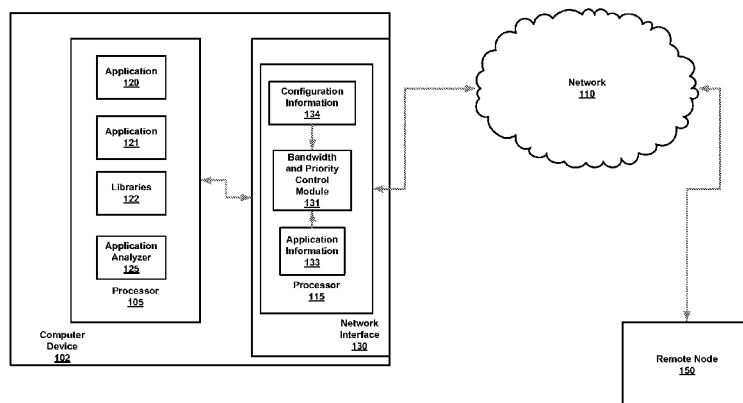 Application
120
Application
121
Libraries
122
Application
Analyzer
125
Processor
105
Computer
Device
102
Configuration
Information
134
Bandwidth
and Priority
Control
Module
131
Application
Information
133
Processor
115
Network
Interface
130
Network
110
Remote Node
150